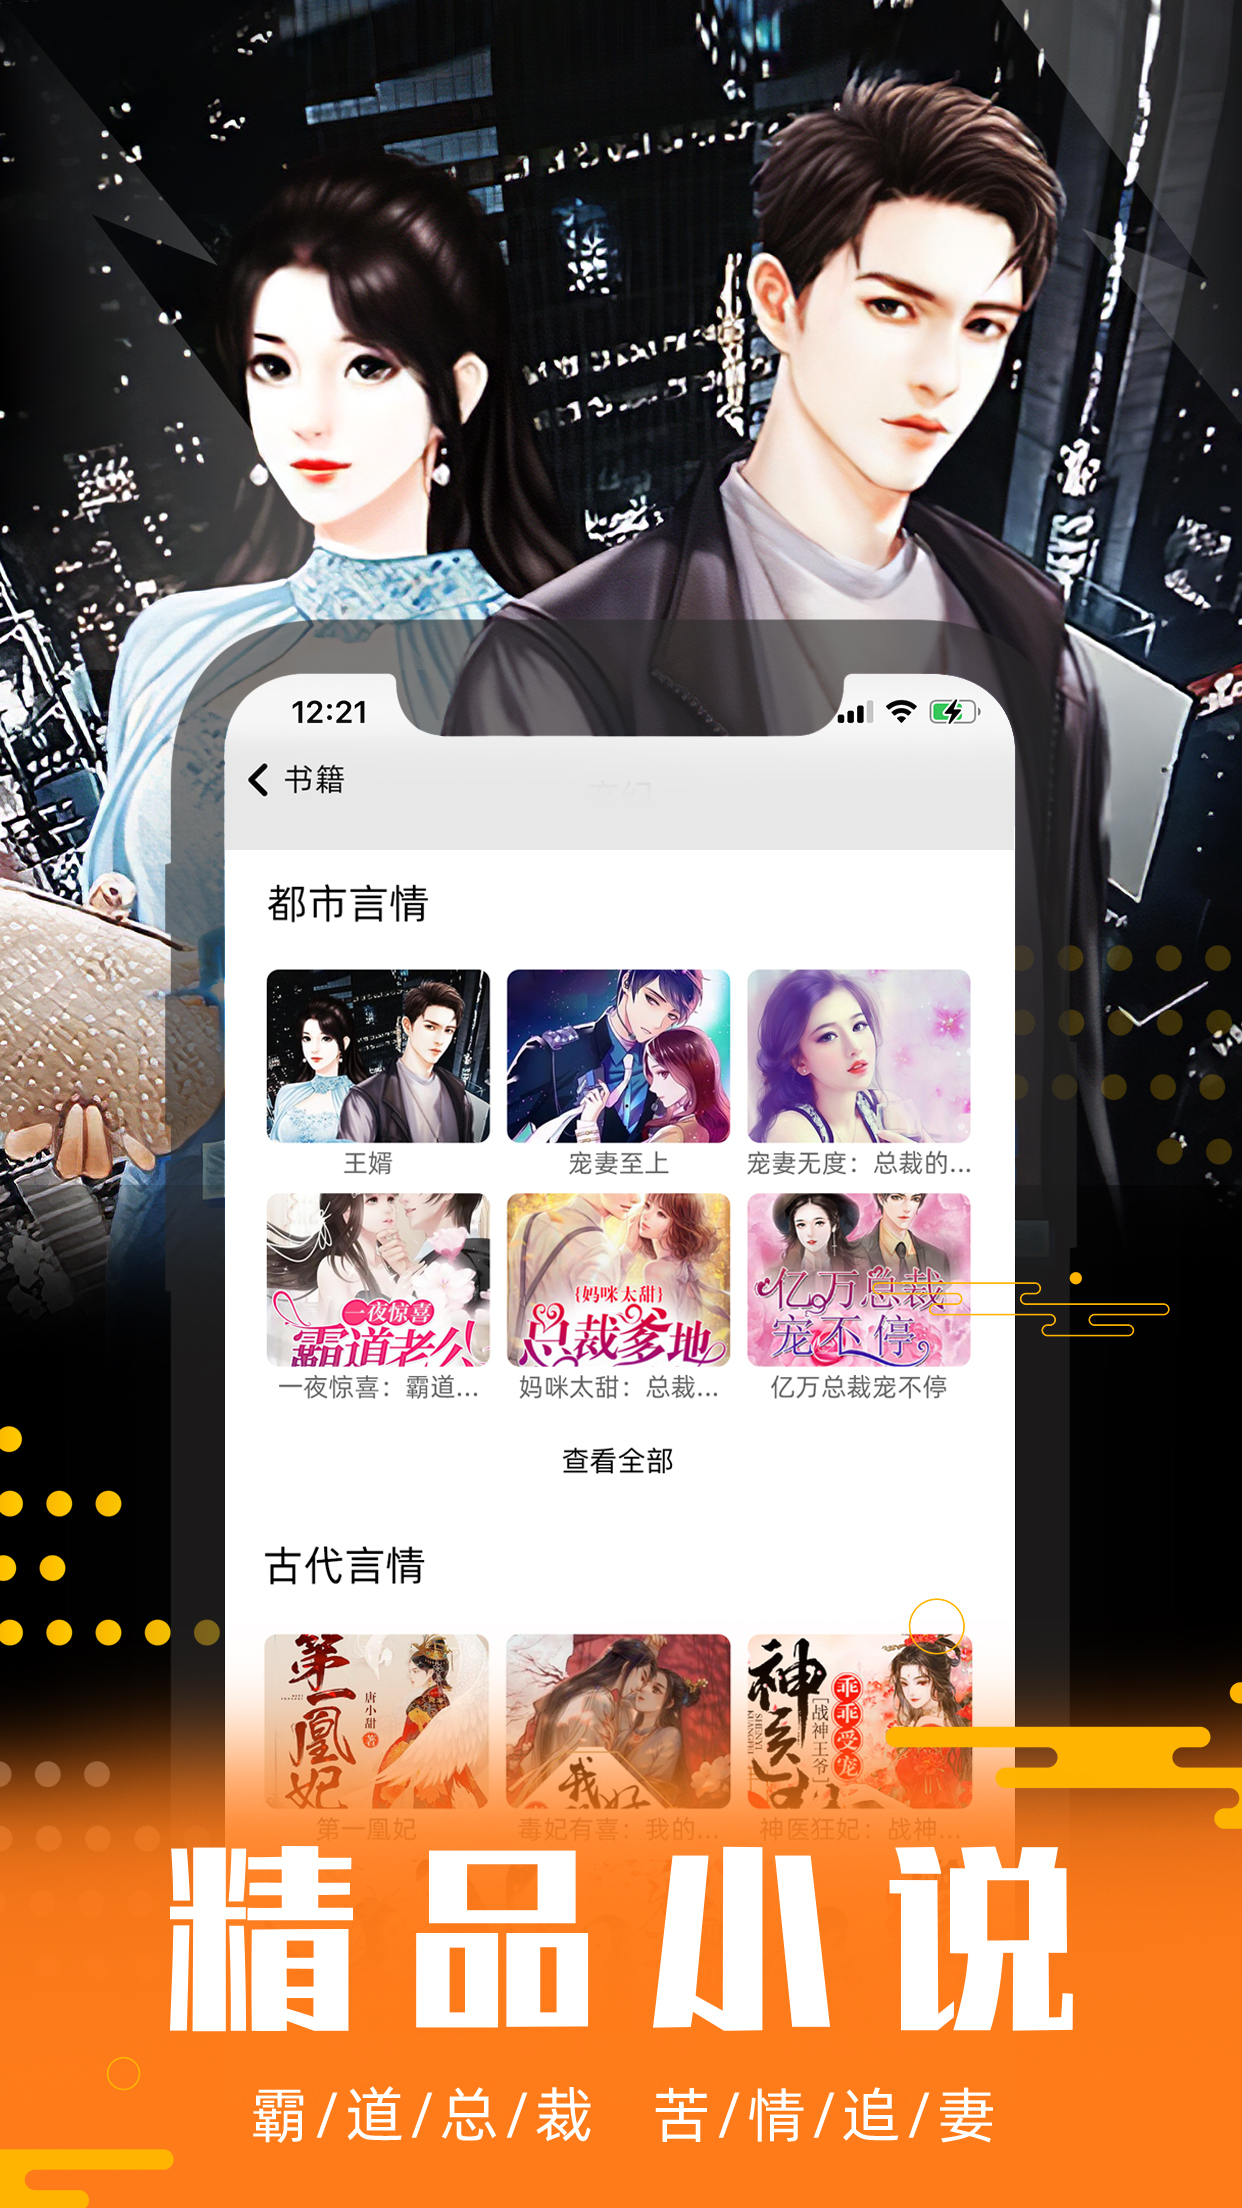 12:21
书籍
都市言情
王婿
宠妻至上
宠妻无度：总裁的...
一夜惊喜
霸道老公
{妈咪太甜}
总裁爹地
亿万总裁
宠不停
一夜惊喜：霸道...
妈咪太甜：总裁...
亿万总裁宠不停
查看全部
古代言情
第一凰妃
唐小甜
著
神医
[战神王爷]
乖乖受宠
第一凰妃
毒妃有喜：我的...
神医狂妃：战神...
精品小说
霸/道/总/裁 苦/情/追/妻